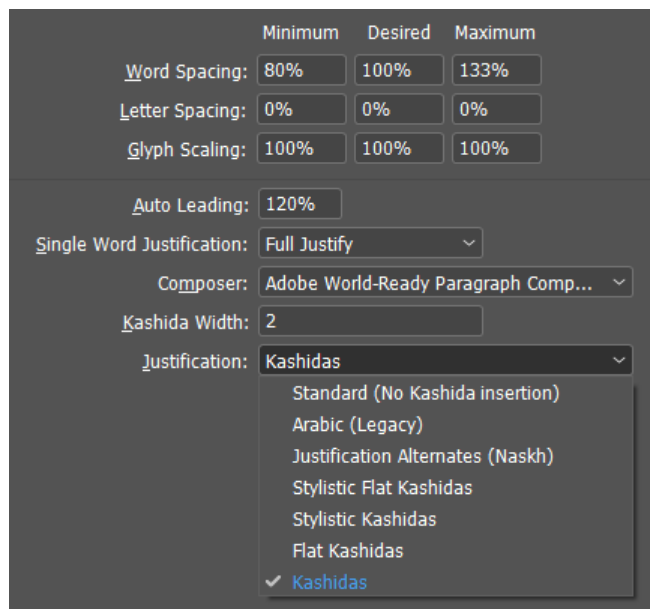 Minimum Desired Maximum
Word Spacing: 80% 100% 133%
Letter Spacing: 0% 0% 0%
Glyph Scaling: 100% 100% 100%
Auto Leading: 120%
Single Word Justification: Full Justify
Composer: Adobe World-Ready Paragraph Comp...
Kashida Width: 2
Justification: Kashidas
Standard (No Kashida insertion)
Arabic (Legacy)
Justification Alternates (Naskh)
Stylistic Flat Kashidas
Stylistic Kashidas
Flat Kashidas
Kashidas